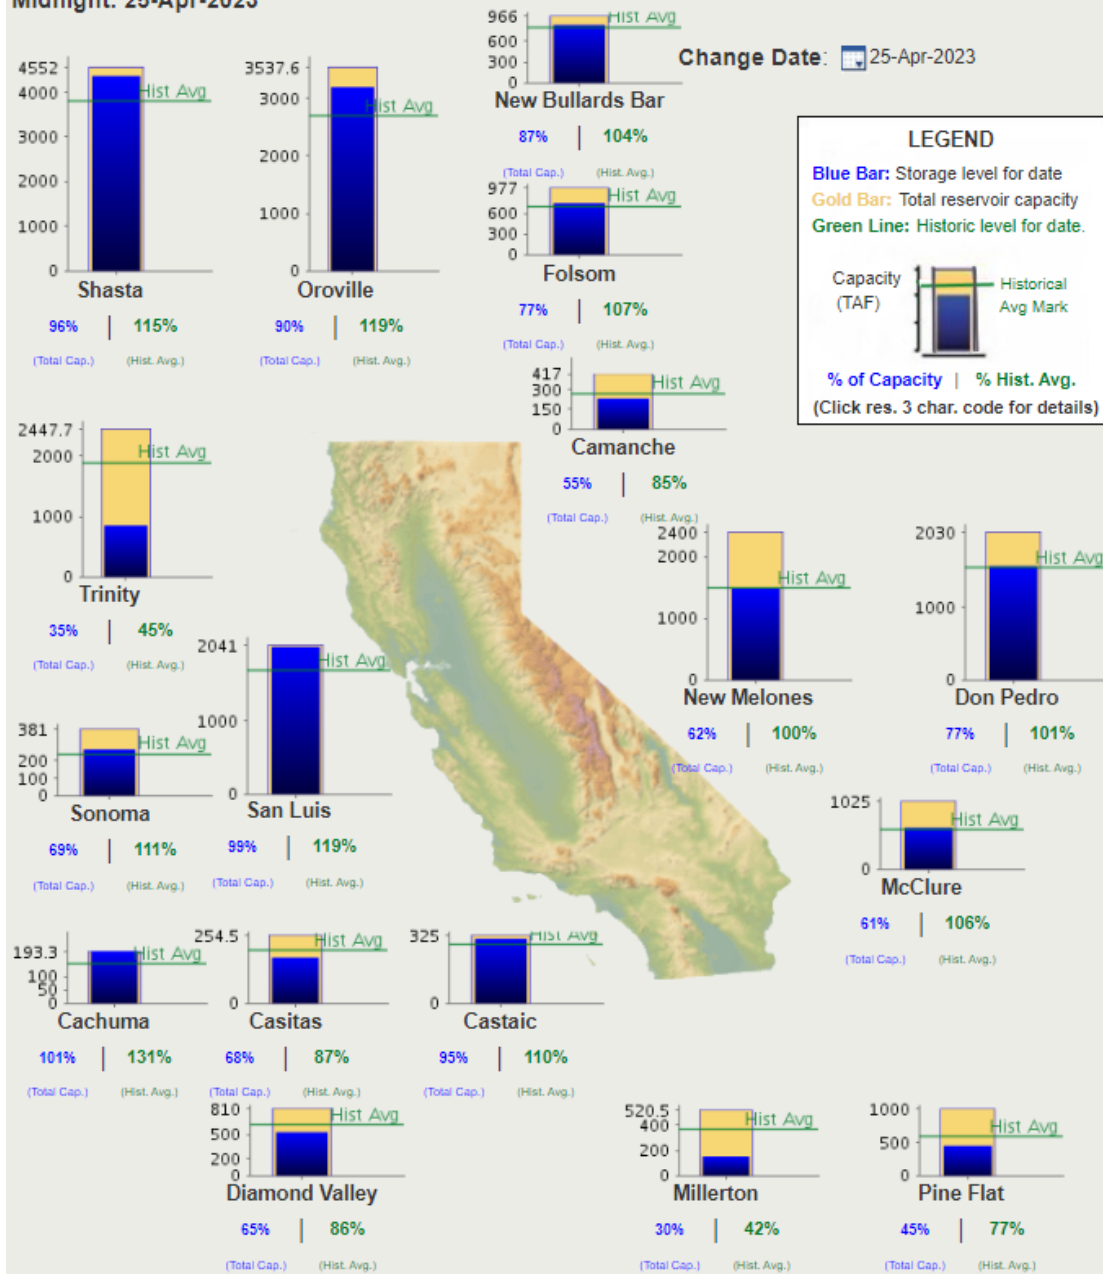 Midnight: 25-Apr-2023
Change Date: 25-Apr-2023
LEGEND
Blue Bar: Storage level for date
Gold Bar: Total reservoir capacity
Green Line: Historic level for date.
Capacity
(TAF)
Historical
Avg Mark
% of Capacity | % Hist. Avg.
(Click res. 3 char. code for details)
4552
4000
3000
2000
1000
0
Hist Avg
Shasta
96% | 115%
(Total Cap.) (Hist. Avg.)
3537.6
3000
2000
1000
0
Hist Avg
Oroville
90% | 119%
(Total Cap.) (Hist. Avg.)
966
600
300
0
Hist Avg
New Bullards Bar
87% | 104%
(Total Cap.) (Hist. Avg.)
977
600
300
0
Hist Avg
Folsom
77% | 107%
(Total Cap.) (Hist. Avg.)
417
300
150
0
Hist Avg
Camanche
55% | 85%
(Total Cap.) (Hist. Avg.)
2447.7
2000
1000
0
Hist Avg
Trinity
35% | 45%
(Total Cap.) (Hist. Avg.)
2400
2000
1000
0
Hist Avg
New Melones
62% | 100%
(Total Cap.) (Hist. Avg.)
2030
1000
0
Hist Avg
Don Pedro
77% | 101%
(Total Cap.) (Hist. Avg.)
381
200
100
0
Hist Avg
Sonoma
69% | 111%
(Total Cap.) (Hist. Avg.)
2041
1000
0
Hist Avg
San Luis
99% | 119%
(Total Cap.) (Hist. Avg.)
1025
0
Hist Avg
McClure
61% | 106%
(Total Cap.) (Hist. Avg.)
193.3
100
50
0
Hist Avg
Cachuma
101% | 131%
(Total Cap.) (Hist. Avg.)
254.5
0
Hist Avg
Casitas
68% | 87%
(Total Cap.) (Hist. Avg.)
325
0
Hist Avg
Castaic
95% | 110%
(Total Cap.) (Hist. Avg.)
810
500
200
0
Hist Avg
Diamond Valley
65% | 86%
(Total Cap.) (Hist. Avg.)
520.5
400
200
0
Hist Avg
Millerton
30% | 42%
(Total Cap.) (Hist. Avg.)
1000
500
0
Hist Avg
Pine Flat
45% | 77%
(Total Cap.) (Hist. Avg.)